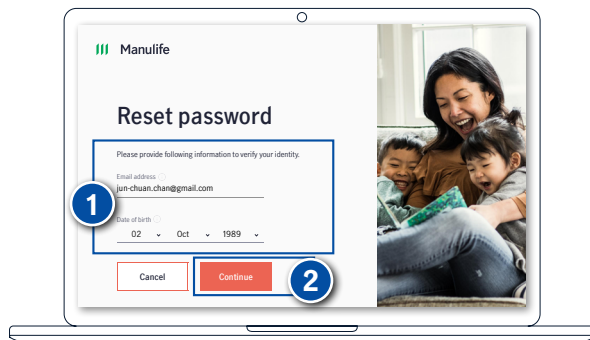 Manulife
Reset password
Please provide following information to verify your identity.
Email address
jun-chuan.chan@gmail.com
1
Date of birth
02 Oct 1989
Cancel Continue 2